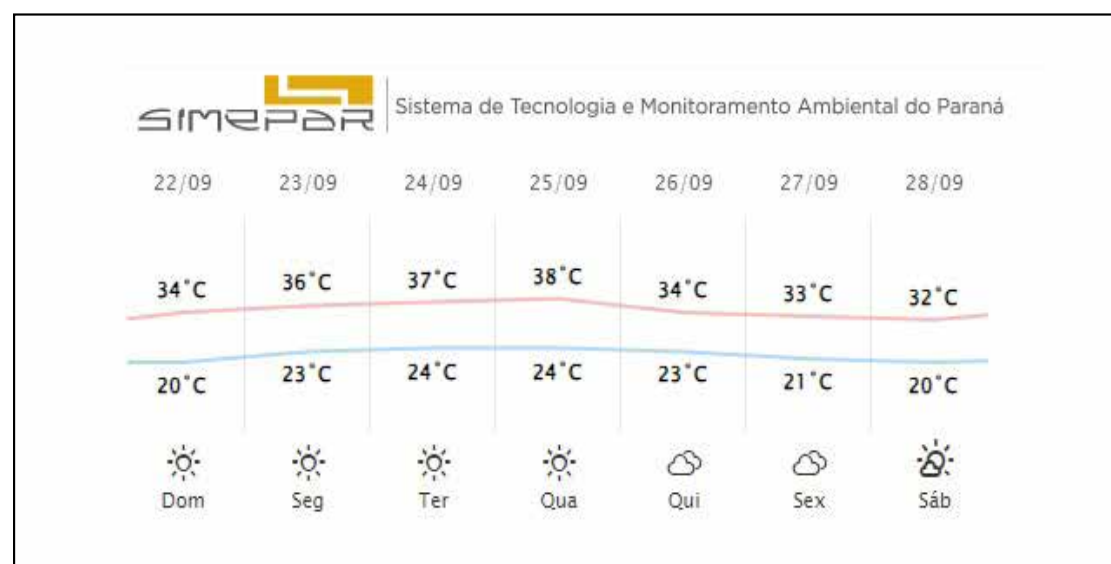 SIMEPAR
Sistema de Tecnologia e Monitoramento Ambiental do Paraná
22/09 23/09 24/09 25/09 26/09 27/09 28/09
34°C 36°C 37°C 38°C 34°C 33°C 32°C
20°C 23°C 24°C 24°C 23°C 21°C 20°C
Dom Seg Ter Qua Qui Sex Sáb